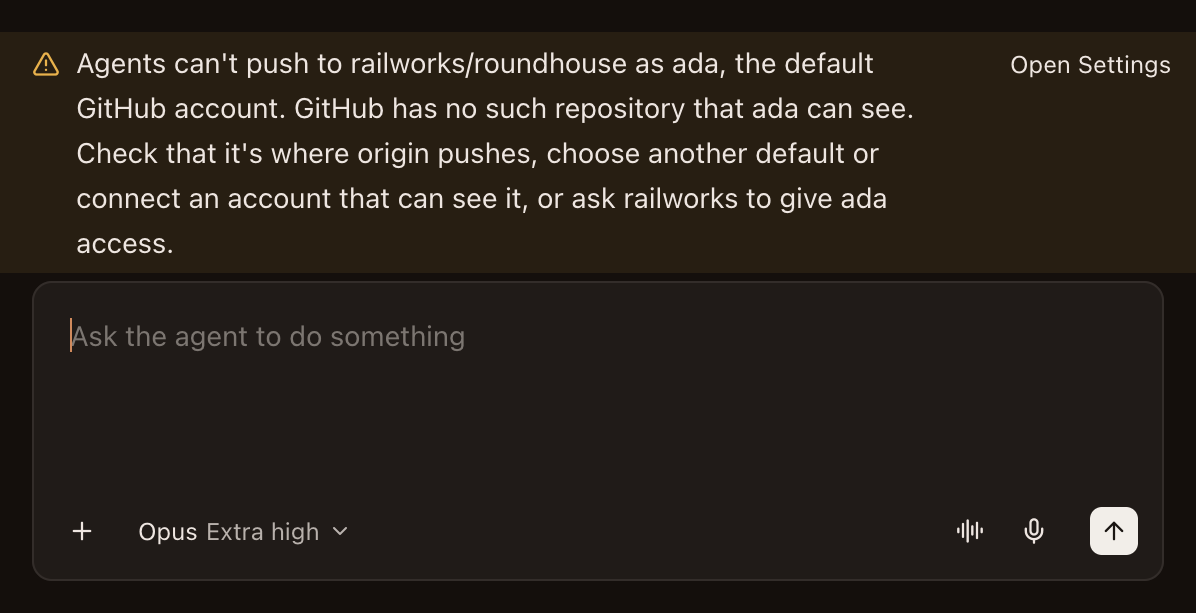 Agents can't push to railworks/roundhouse as ada, the default
GitHub account. GitHub has no such repository that ada can see.
Check that it's where origin pushes, choose another default or
connect an account that can see it, or ask railworks to give ada
access.
Open Settings
Ask the agent to do something
Opus Extra high